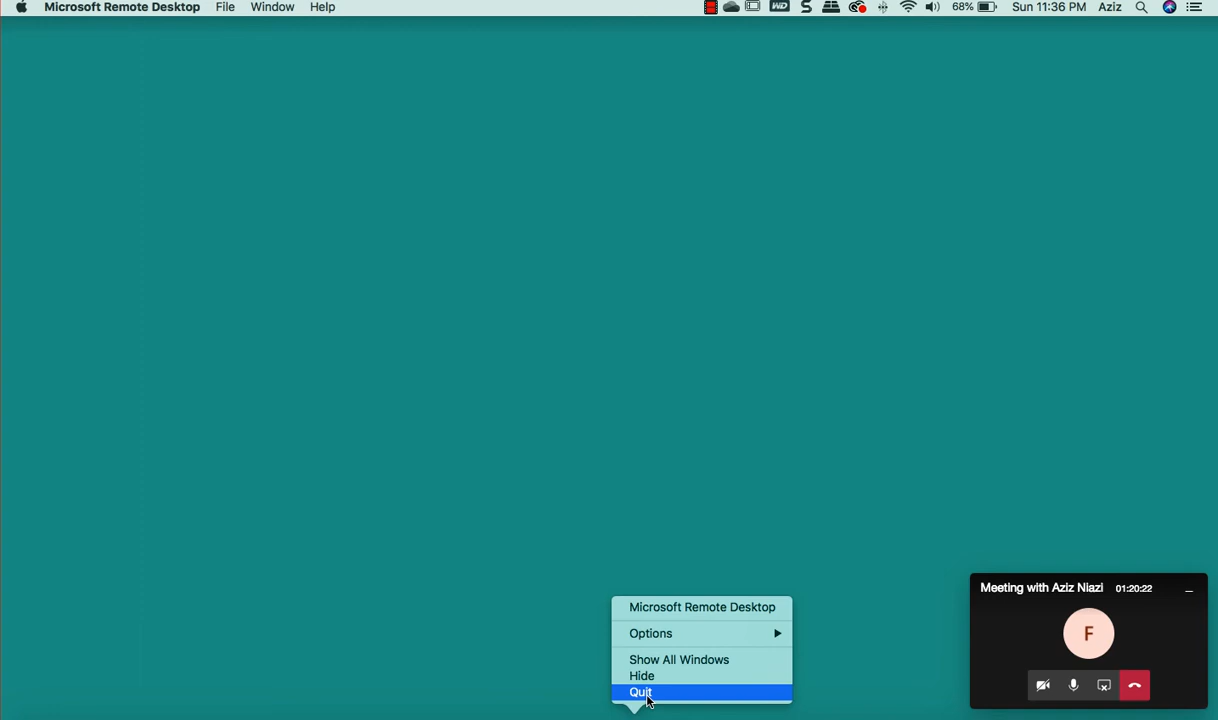 Microsoft Remote Desktop File Window Help WD S 68% Sun 11:36 PM Aziz
Meeting with Aziz Niazi 01:20:22
F
Microsoft Remote Desktop
Options
Show All Windows
Hide
Quit